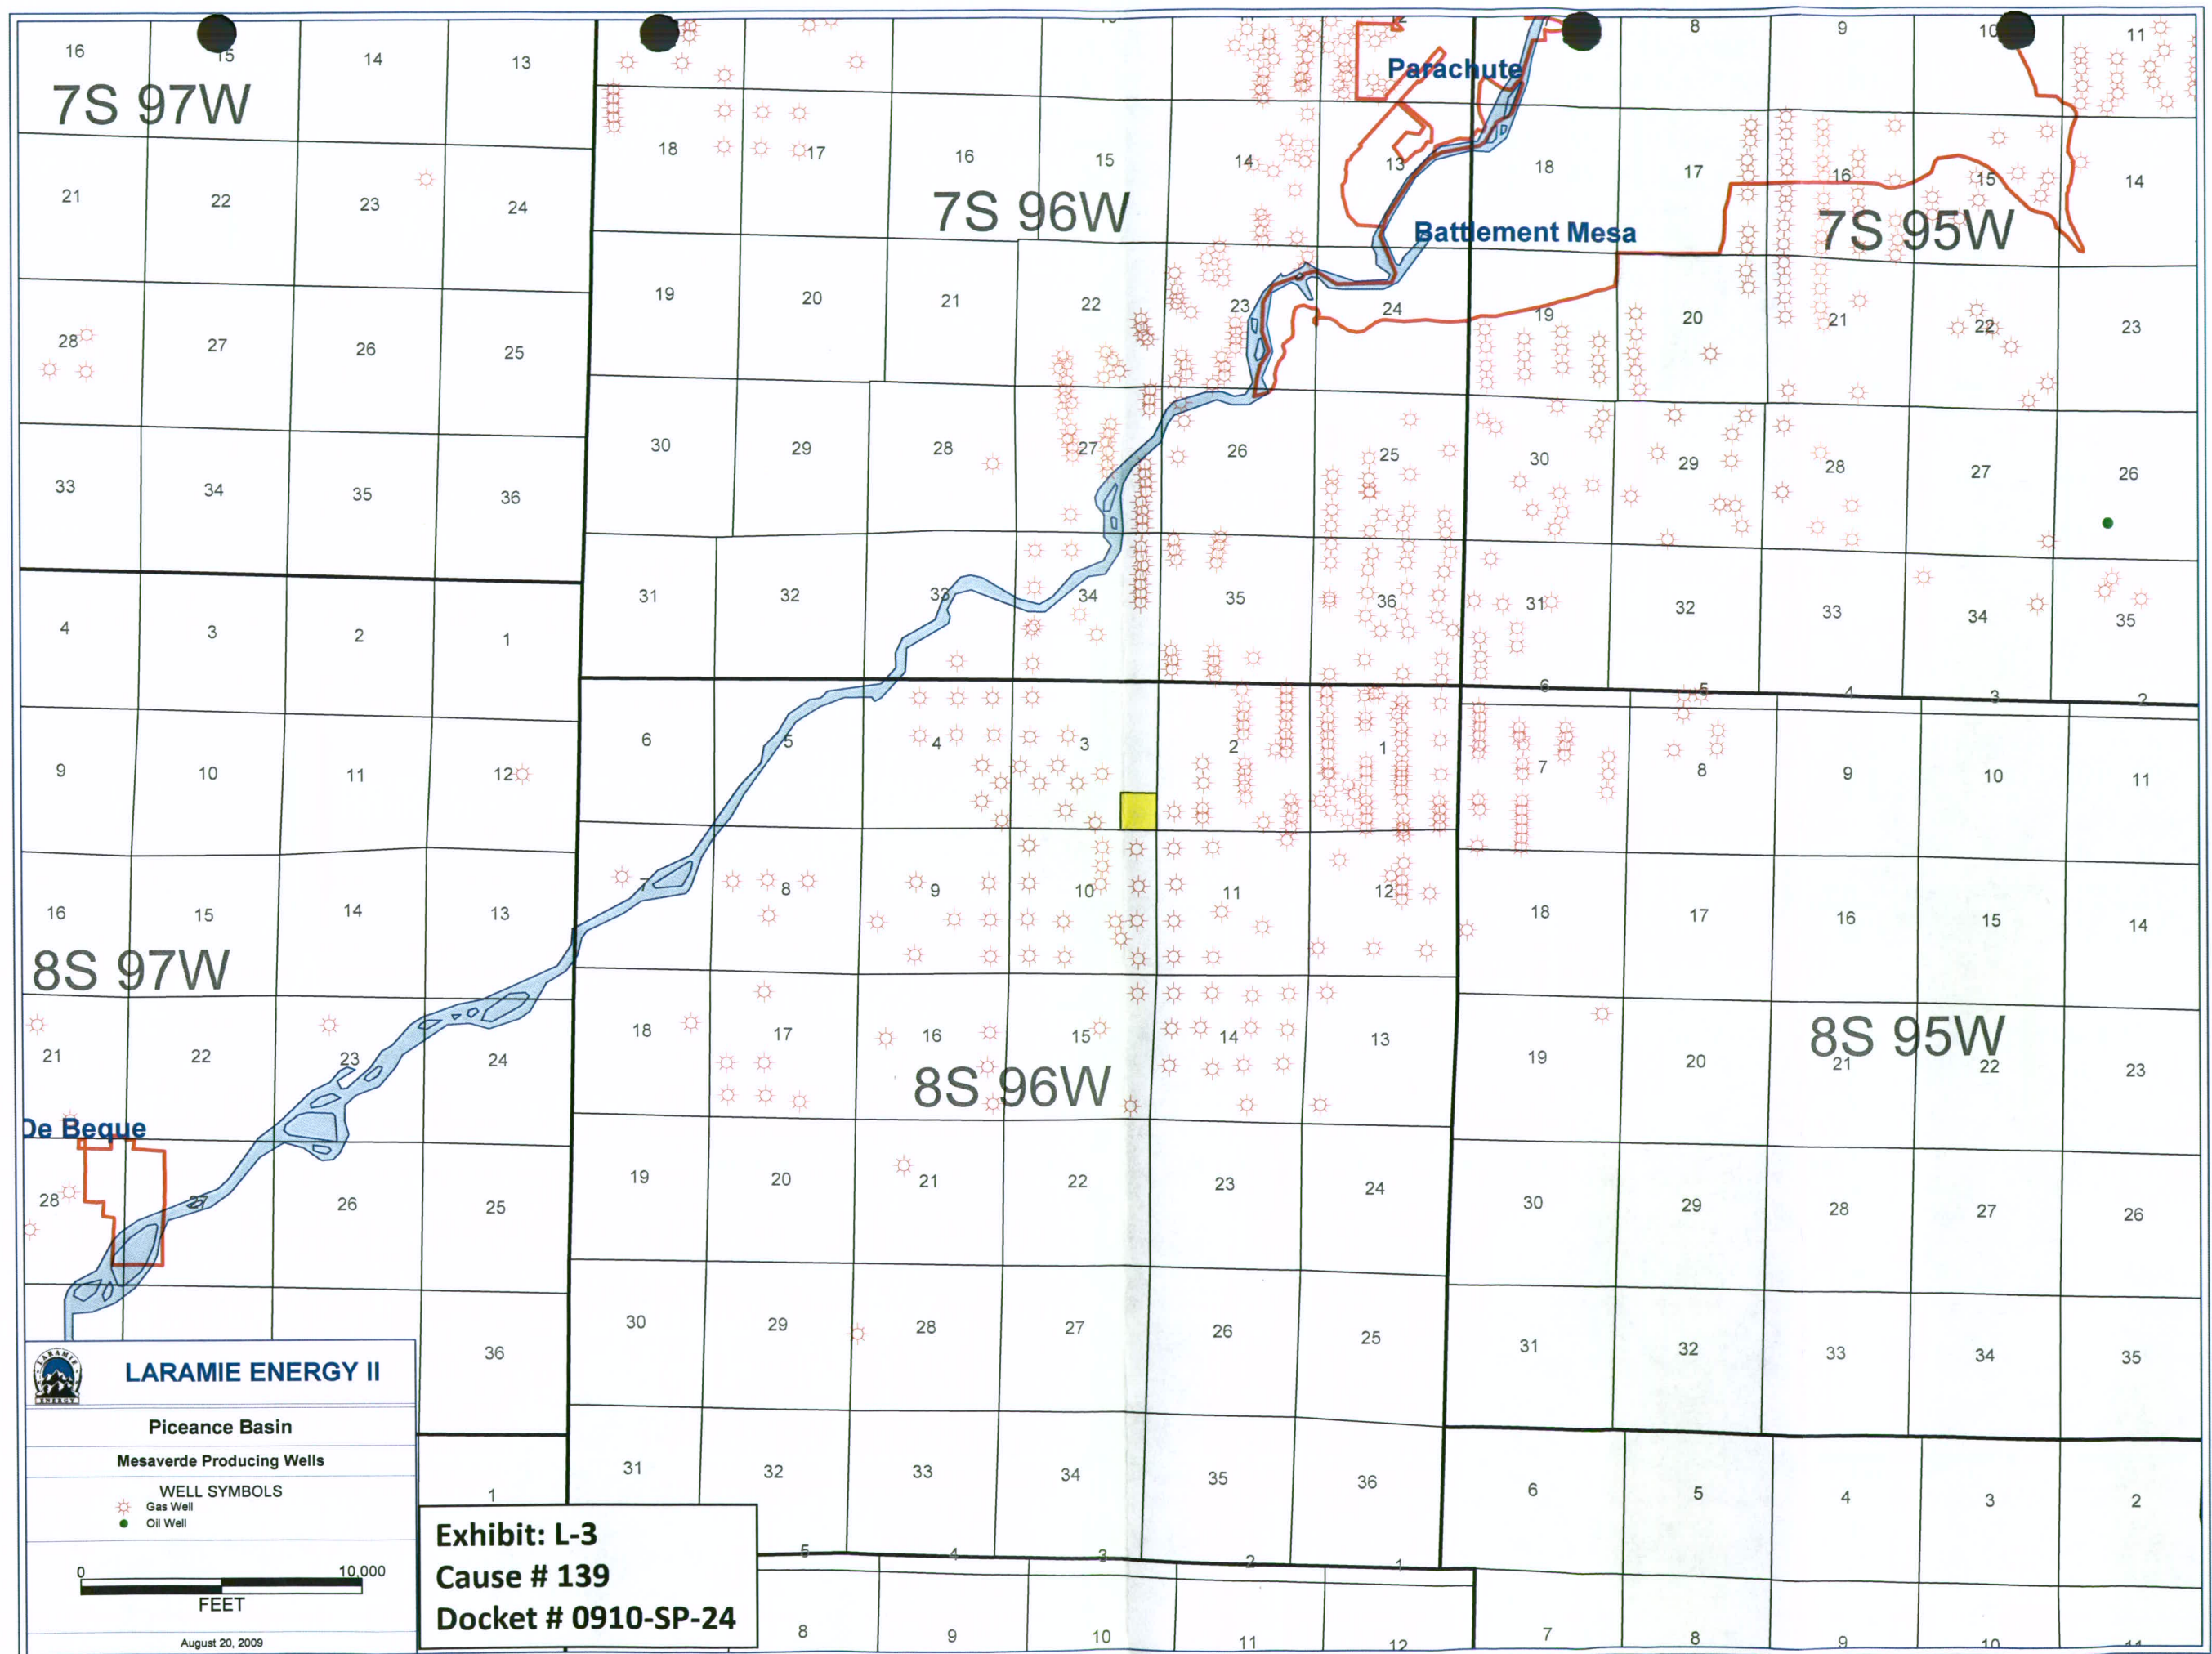 16 15 14 13 8 9 10 11
Parachute
7S 97W
18 17 16 15 14 13 18 17 16 15 14
21 22 23 24
7S 96W
Battlement Mesa
7S 95W
19 20 21 22 23 24 19 20 21 22 23
28 27 26 25
30 29 28 27 26 25 30 29 28 27 26
33 34 35 36
31 32 33 34 35 36 31 32 33 34 35
4 3 2 1
6 5 4 3 2
6 5 4 3 2 1 7 8 9 10 11
9 10 11 12
7 8 9 10 11 12 18 17 16 15 14
16 15 14 13
8S 97W
18 17 16 15 14 13 19 20 21 22 23
8S 95W
21 22 23 24
8S 96W
De Beque
19 20 21 22 23 24 30 29 28 27 26
28 27 26 25
30 29 28 27 26 25 31 32 33 34 35
36
31 32 33 34 35 36 6 5 4 3 2
1
5 4 3 2 1
8 9 10 11 12 7 8 9 10 11
LARAMIE ENERGY II
LARAMIE
ENERGY
Piceance Basin
Mesaverde Producing Wells
WELL SYMBOLS
Gas Well
Oil Well
0 10,000
FEET
August 20, 2009
Exhibit: L-3
Cause # 139
Docket # 0910-SP-24